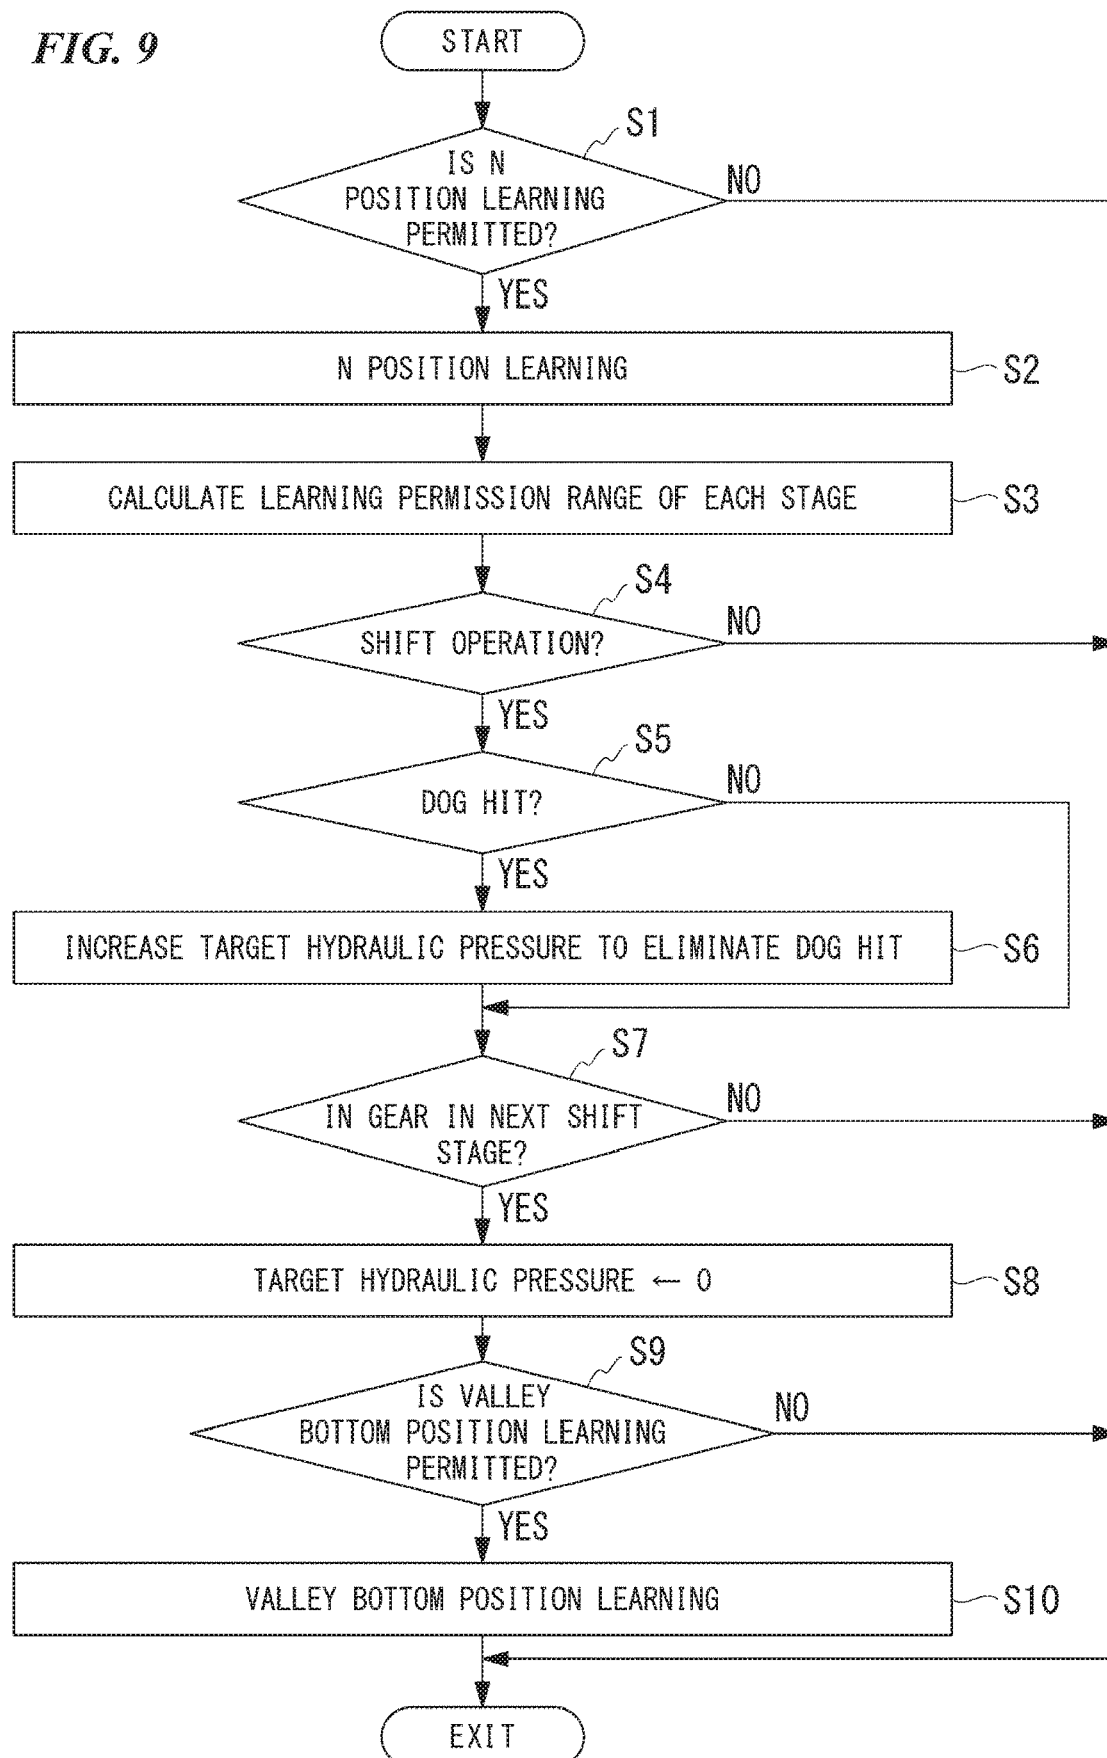 FIG. 9
START
S1
IS N
POSITION LEARNING
PERMITTED?
NO
YES
N POSITION LEARNING
S2
CALCULATE LEARNING PERMISSION RANGE OF EACH STAGE
S3
S4
SHIFT OPERATION?
NO
YES
S5
DOG HIT?
NO
YES
INCREASE TARGET HYDRAULIC PRESSURE TO ELIMINATE DOG HIT
S6
S7
IN GEAR IN NEXT SHIFT
STAGE?
NO
YES
TARGET HYDRAULIC PRESSURE ← 0
S8
S9
IS VALLEY
BOTTOM POSITION LEARNING
PERMITTED?
NO
YES
VALLEY BOTTOM POSITION LEARNING
S10
EXIT